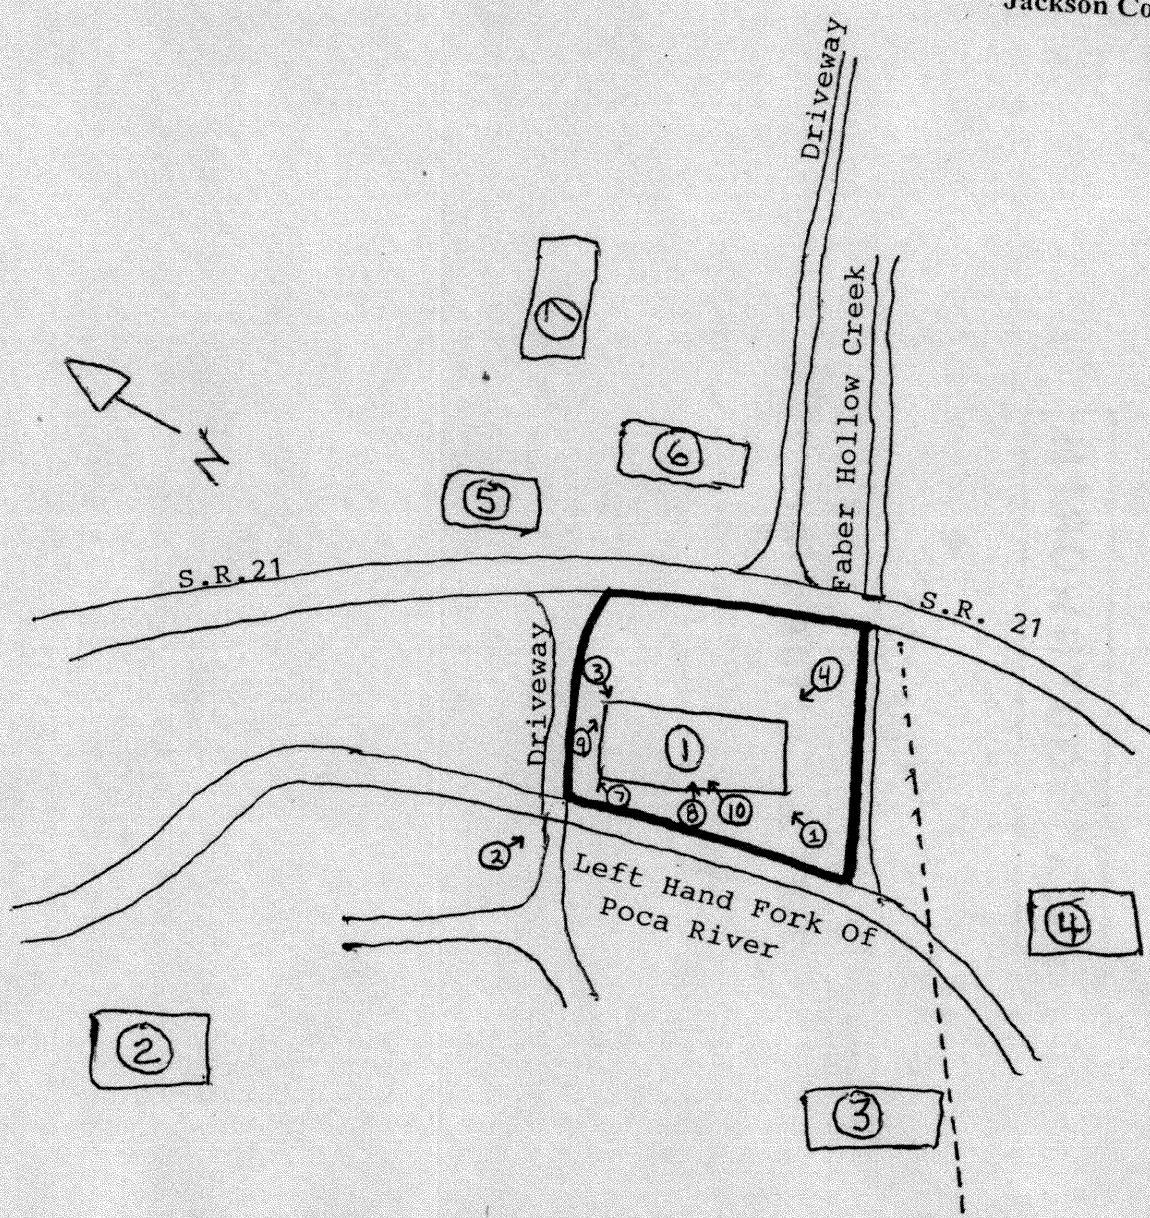 Jackson Co
Driveway
7
Faber Hollow Creek
N
6
5
S.R.21
S.R. 21
Driveway
3
4
9
1
7
8
10
1
2
Left Hand Fork Of
Poca River
4
2
3